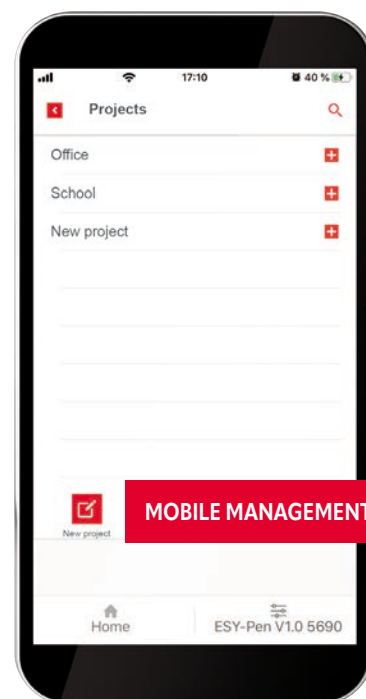 17:10
40 %
Projects
Office
School
New project
MOBILE MANAGEMENT
New project
Home
ESY-Pen V1.0 5690